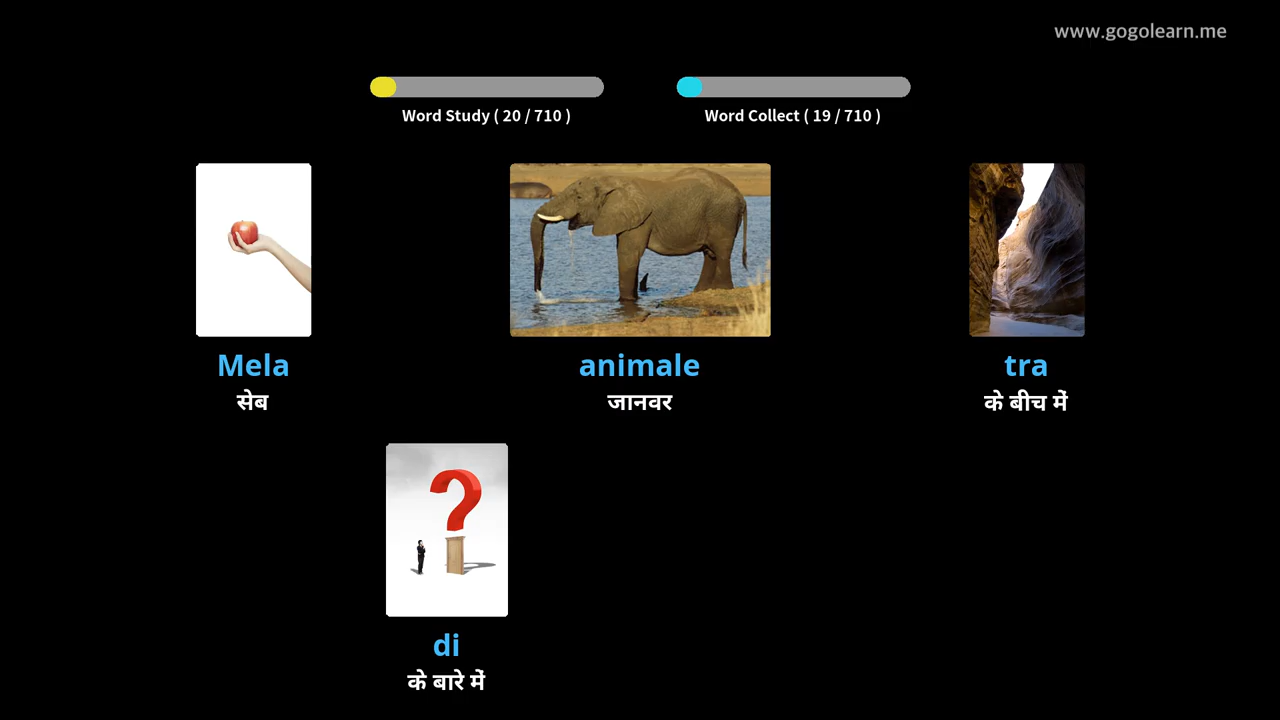 www.gogolearn.me
Word Study ( 20 / 710 )
Word Collect ( 19 / 710 )
Mela
सेब
animale
जानवर
tra
के बीच में
di
के बारे में